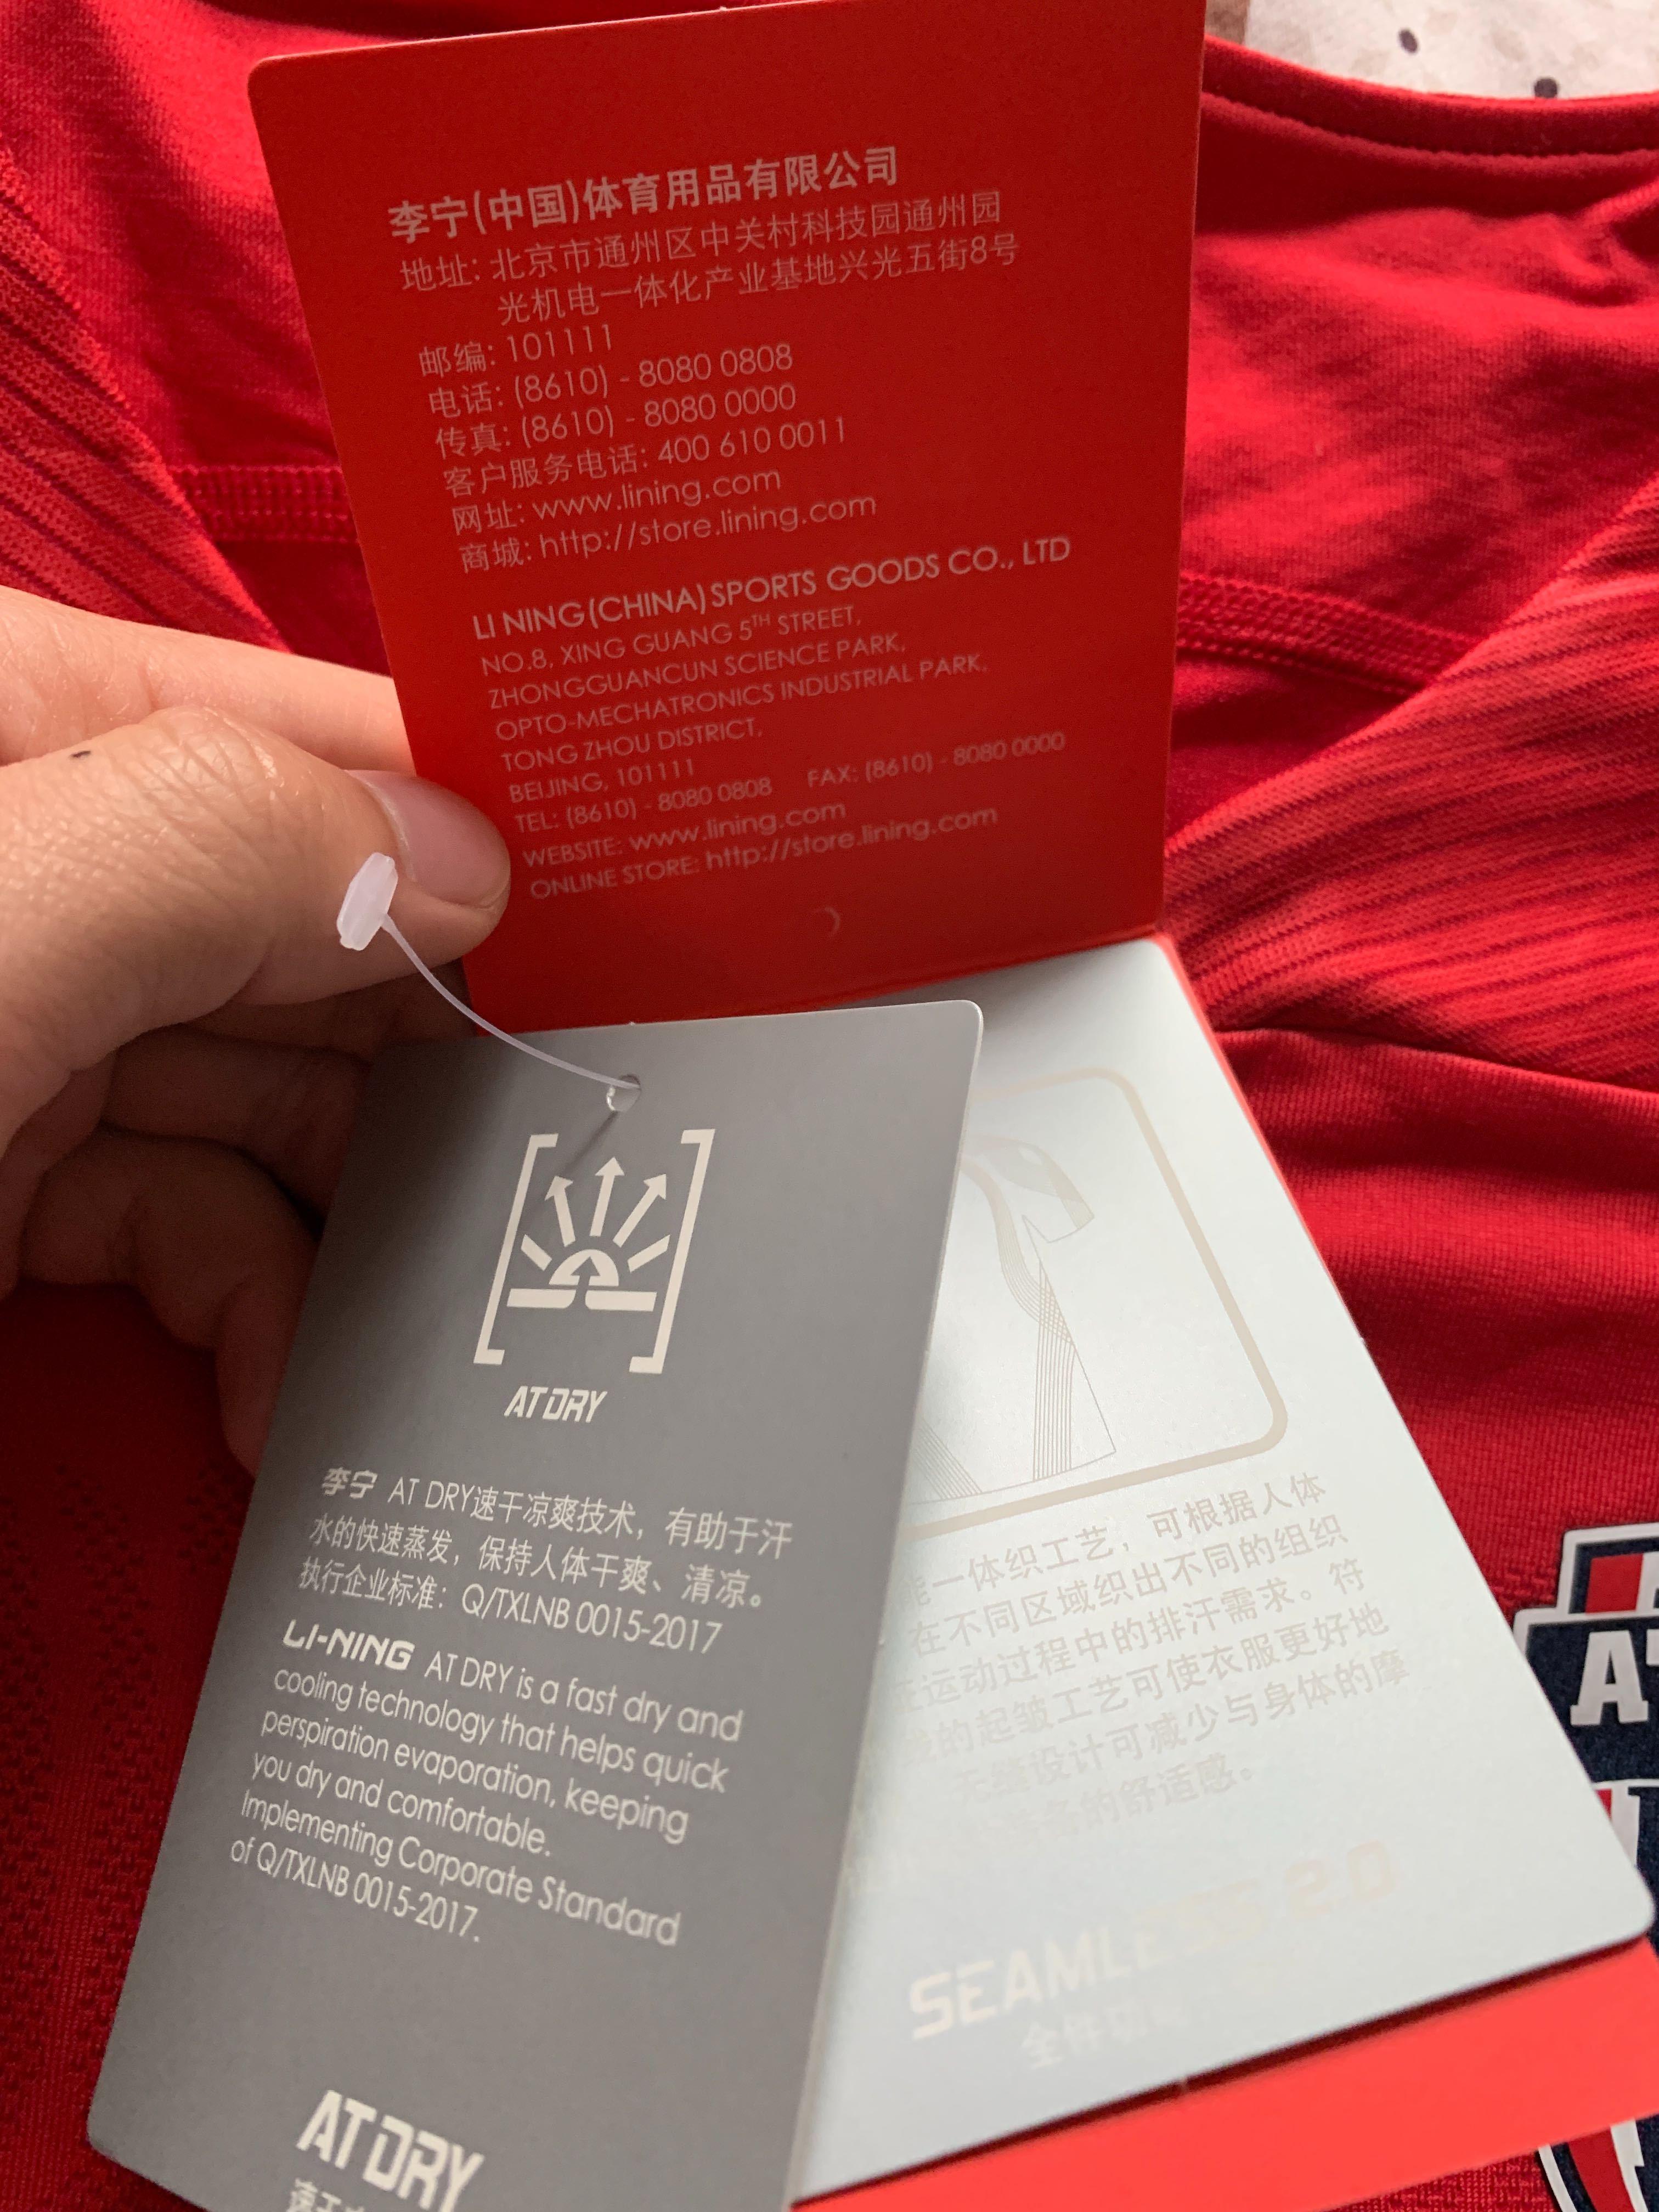 李宁(中国)体育用品有限公司
地址: 北京市通州区中关村科技园通州园
光机电一体化产业基地兴光五街8号
邮编: 101111
电话: (8610) - 8080 0808
传真: (8610) - 8080 0000
客户服务电话: 400 610 0011
网址: www.lining.com
商城: http://store.lining.com
LI NING(CHINA)SPORTS GOODS CO., LTD
NO.8, XING GUANG 5TH STREET,
ZHONGGUANCUN SCIENCE PARK,
OPTO-MECHATRONICS INDUSTRIAL PARK,
TONG ZHOU DISTRICT,
BEIJING, 101111
TEL: (8610) - 8080 0808 FAX: (8610) - 8080 0000
WEBSITE: www.lining.com
ONLINE STORE: http://store.lining.com
AT DRY
李宁 AT DRY速干凉爽技术，有助于汗
水的快速蒸发，保持人体干爽、清凉。
执行企业标准：Q/TXLNB 0015-2017
LI-NING AT DRY is a fast dry and
cooling technology that helps quick
perspiration evaporation, keeping
you dry and comfortable.
Implementing Corporate Standard
of Q/TXLNB 0015-2017.
AT DRY
速干
能一体织工艺，可根据人体
在不同区域织出不同的组织
运动过程中的排汗需求。符
的起皱工艺可使衣服更好地
缝设计可减少与身体的摩
的舒适感。
SEAMLESS 2.0
全件功
AT